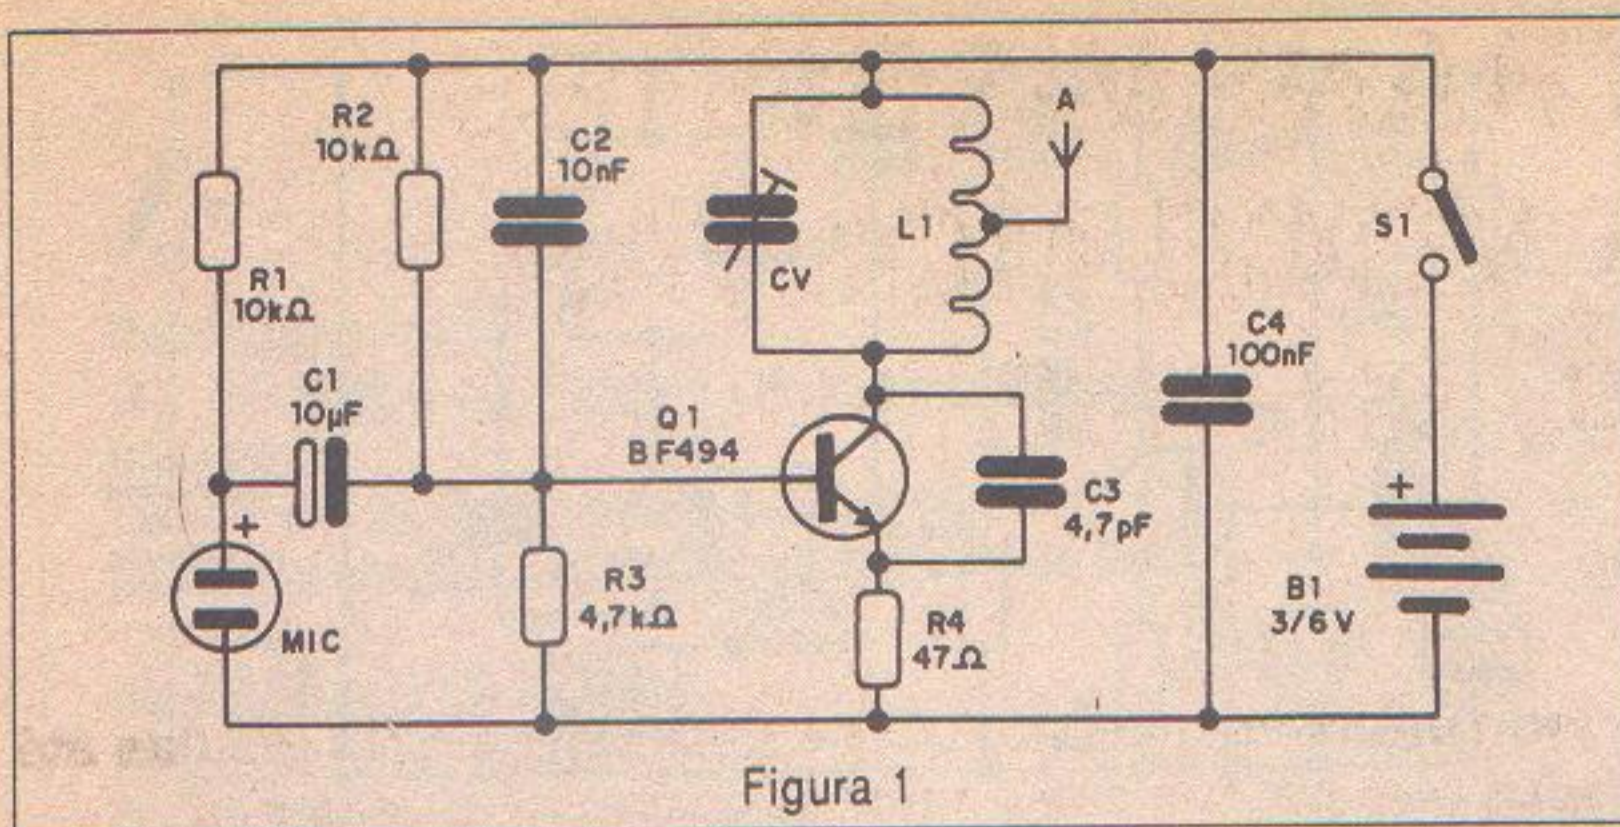 R2
10kΩ
C2
10nF
A
L1
S1
CV
R1
10kΩ
C4
100nF
C1
10µF
Q1
BF494
+
C3
4,7pF
+
R3
4,7kΩ
B1
3/6V
R4
47Ω
MIC
Figura 1